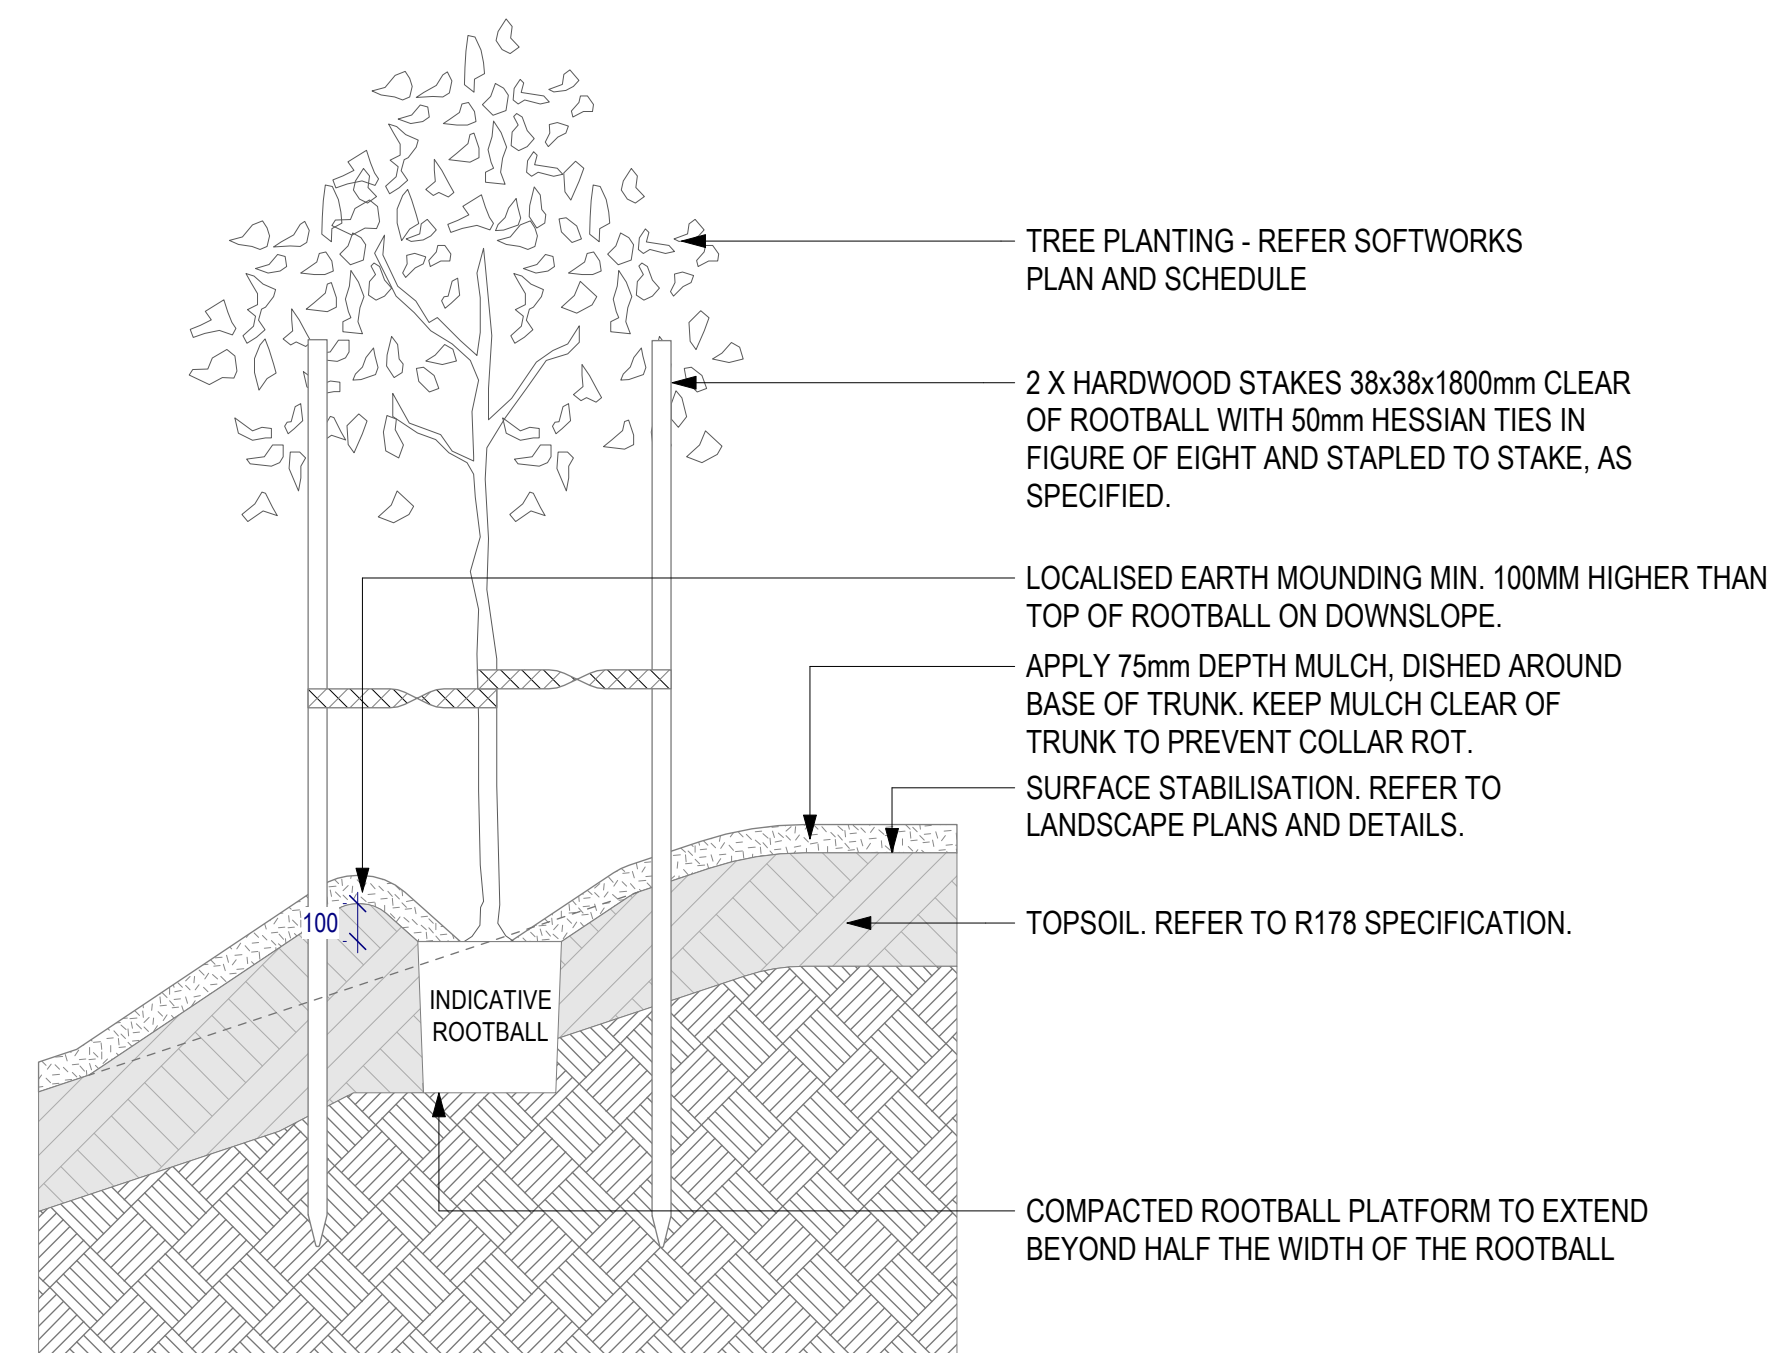 TREE PLANTING - REFER SOFTWORKS
PLAN AND SCHEDULE
2 X HARDWOOD STAKES 38x38x1800mm CLEAR
OF ROOTBALL WITH 50mm HESSIAN TIES IN
FIGURE OF EIGHT AND STAPLED TO STAKE, AS
SPECIFIED.
LOCALISED EARTH MOUNDING MIN. 100MM HIGHER THAN
TOP OF ROOTBALL ON DOWNSLOPE.
APPLY 75mm DEPTH MULCH, DISHED AROUND
BASE OF TRUNK. KEEP MULCH CLEAR OF
TRUNK TO PREVENT COLLAR ROT.
SURFACE STABILISATION. REFER TO
LANDSCAPE PLANS AND DETAILS.
100
TOPSOIL. REFER TO R178 SPECIFICATION.
INDICATIVE
ROOTBALL
COMPACTED ROOTBALL PLATFORM TO EXTEND
BEYOND HALF THE WIDTH OF THE ROOTBALL